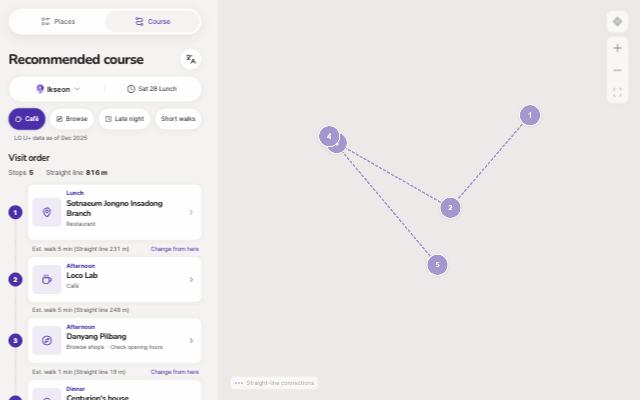 Places
Course
Recommended course
Ikseon
Sat 28 Lunch
Café
Browse
Late night
Short walks
LG U+ data as of Dec 2025
Visit order
Stops 5
Straight line 816 m
1
Lunch
Sotnaeum Jongno Insadong
Branch
Restaurant
Est. walk 5 min (Straight line 231 m)
Change from here
2
Afternoon
Loco Lab
Café
Est. walk 5 min (Straight line 248 m)
3
Afternoon
Danyang Pilbang
Browse shops · Check opening hours
Est. walk 1 min (Straight line 19 m)
Change from here
Dinner
Centurion's house
1
4
2
5
Straight-line connections